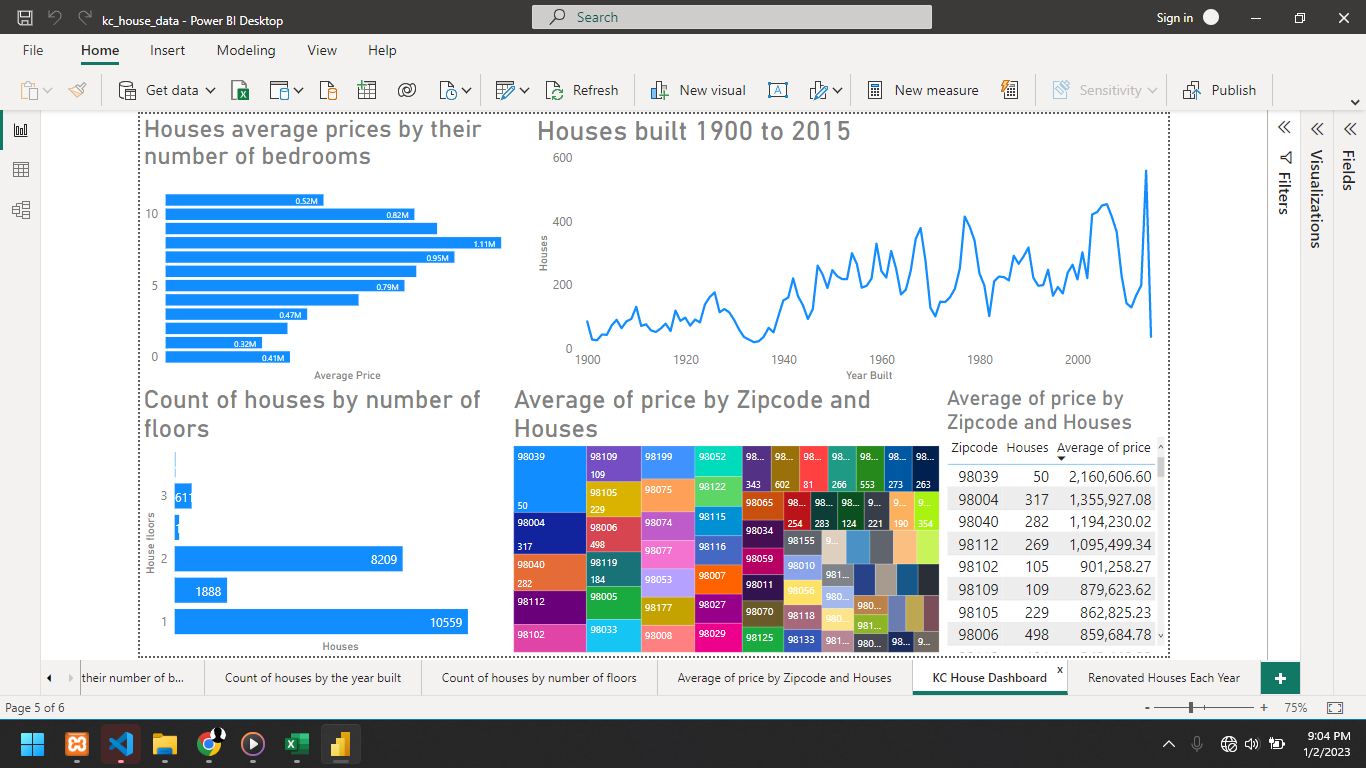 kc_house_data - Power BI Desktop
Search
Sign in
File Home Insert Modeling View Help
Get data Refresh New visual New measure Sensitivity Publish
Houses average prices by their
number of bedrooms
10
5
0
0.52M
0.82M
1.11M
0.95M
0.79M
0.47M
0.32M
0.41M
Average Price
Houses built 1900 to 2015
600
400
200
0
Houses
1900 1920 1940 1960 1980 2000
Year Built
Count of houses by number of
floors
House floors
3 611
2 8209
1888
1 10559
Houses
Average of price by Zipcode and
Houses
98039
50
98004
317
98040
282
98112
98102
98109
109
98105
229
98006
498
98119
184
98005
98033
98199
98075
98074
98077
98053
98177
98008
98052
98122
98115
98116
98007
98027
98029
98... 98... 98... 98... 98... 98... 98...
343 602 81 266 553 273 263
98065
98034
98059
98011
98070
98125
98... 98... 98... 9... 9... 9...
254 283 124 221 190 354
98155
98010
98056
98118
98133
9...
981...
980...
980...
981...
980...
981...
980...
98...
9...
Average of price by
Zipcode and Houses
Zipcode Houses Average of price
98039 50 2,160,606.60
98004 317 1,355,927.08
98040 282 1,194,230.02
98112 269 1,095,499.34
98102 105 901,258.27
98109 109 879,623.62
98105 229 862,825.23
98006 498 859,684.78
Filters
Visualizations
Fields
their number of b... Count of houses by the year built Count of houses by number of floors Average of price by Zipcode and Houses KC House Dashboard x Renovated Houses Each Year +
Page 5 of 6
- + 75%
9:04 PM
1/2/2023